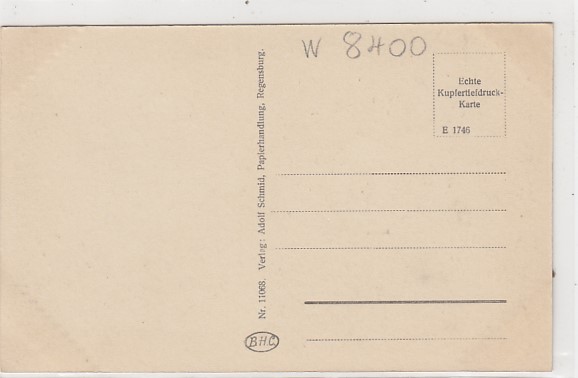 W 8400
Echte
Kupfertiefdruck-
Karte
E 1746
Nr. 11068. Verlag: Adolf Schmid, Papierhandlung, Regensburg.
BHC